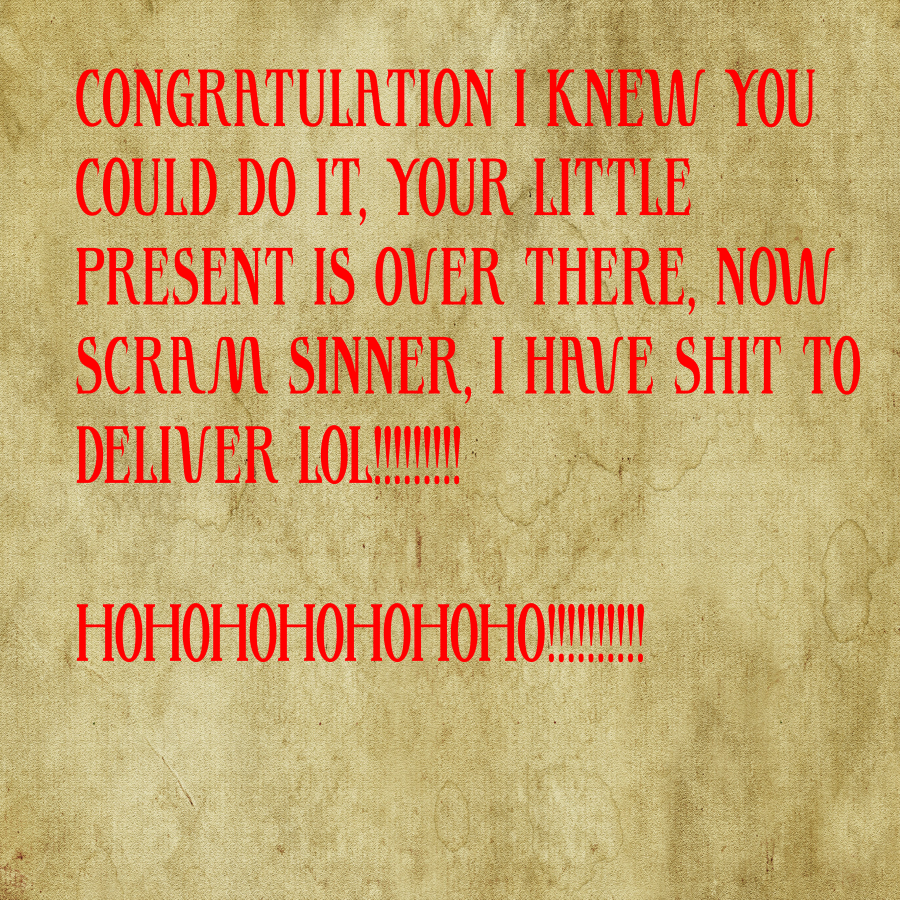 CONGRATULATION I KNEW YOU
COULD DO IT, YOUR LITTLE
PRESENT IS OVER THERE, NOW
SCRAM SINNER, I HAVE SHIT TO
DELIVER LOL!!!!!!!!!
HOHOHOHOHOHOHO!!!!!!!!!!